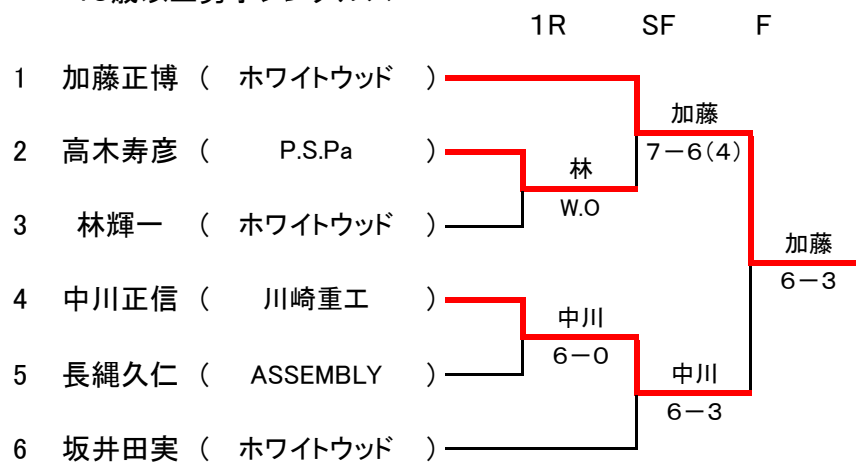 1R SF F
1 加藤正博 ( ホワイトウッド )
加藤
2 高木寿彦 ( P.S.Pa )
7-6(4)
林
W.O
3 林輝一 ( ホワイトウッド )
加藤
6-3
4 中川正信 ( 川崎重工 )
中川
6-0
5 長縄久仁 ( ASSEMBLY )
中川
6-3
6 坂井田実 ( ホワイトウッド )